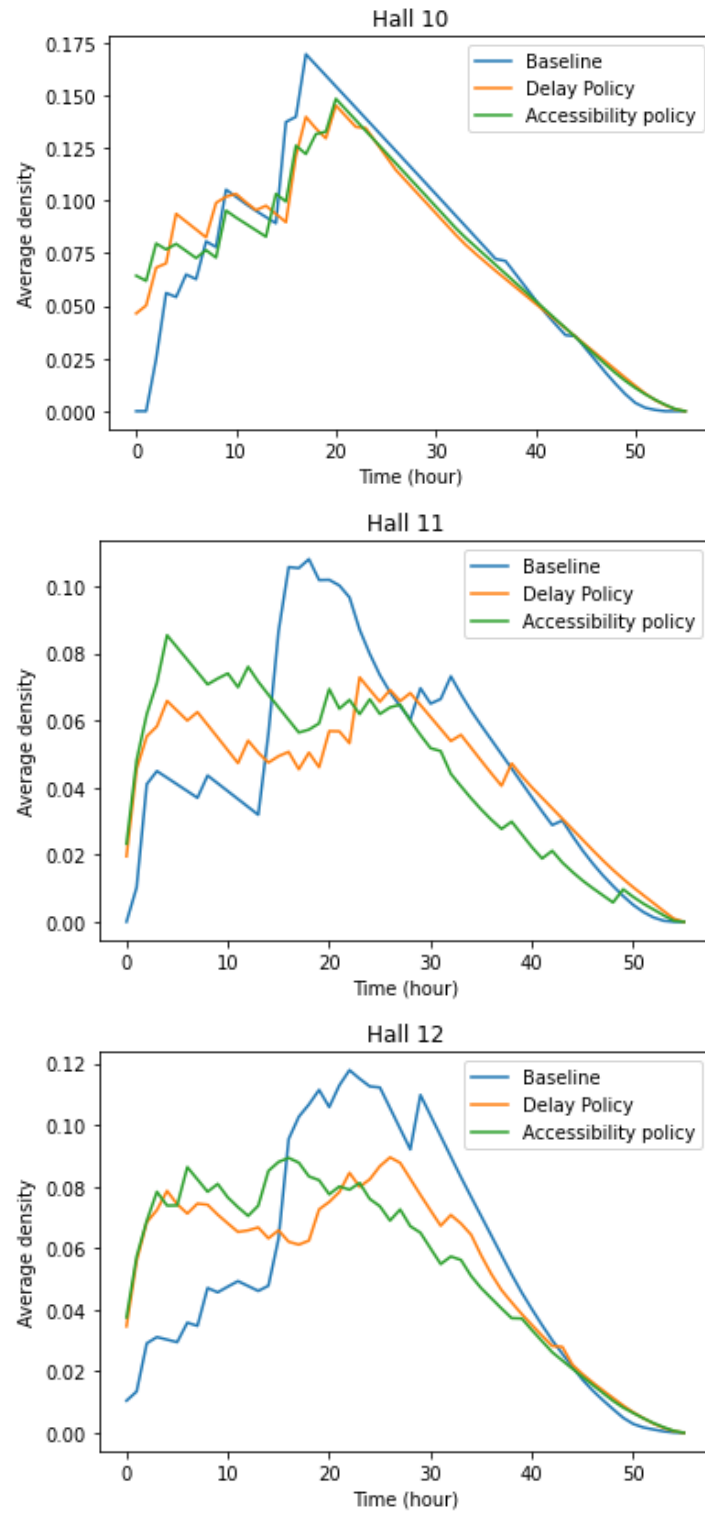 Hall 10
0.175
0.150
0.125
0.100
0.075
0.050
0.025
0.000
Average density
Baseline
Delay Policy
Accessibility policy
0 10 20 30 40 50
Time (hour)
Hall 11
0.10
0.08
0.06
0.04
0.02
0.00
Average density
Baseline
Delay Policy
Accessibility policy
0 10 20 30 40 50
Time (hour)
Hall 12
0.12
0.10
0.08
0.06
0.04
0.02
0.00
Average density
Baseline
Delay Policy
Accessibility policy
0 10 20 30 40 50
Time (hour)